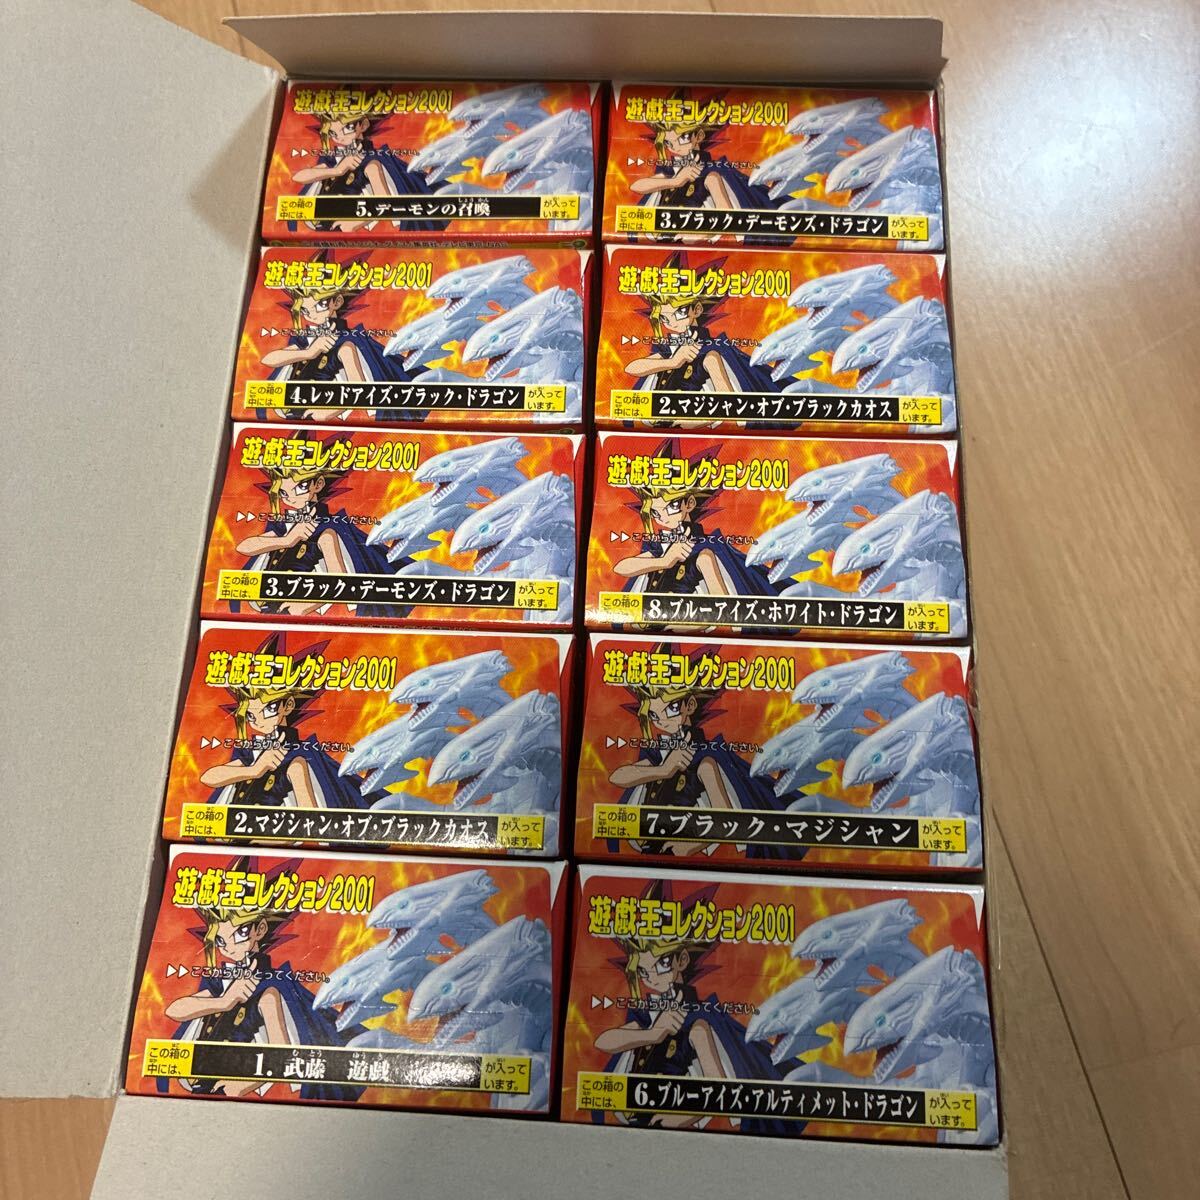 遊戯王コレクション2001
▶▶ここから切りとってください。
この箱の中には、 5.デーモンの召喚 が入っています。
遊戯王コレクション2001
▶▶ここから切りとってください。
この箱の中には、 3.ブラック・デーモンズ・ドラゴン が入っています。
遊戯王コレクション2001
▶▶ここから切りとってください。
この箱の中には、 4.レッドアイズ・ブラック・ドラゴン が入っています。
遊戯王コレクション2001
▶▶ここから切りとってください。
この箱の中には、 2.マジシャン・オブ・ブラックカオス が入っています。
遊戯王コレクション2001
▶▶ここから切りとってください。
この箱の中には、 3.ブラック・デーモンズ・ドラゴン が入っています。
遊戯王コレクション2001
▶▶ここから切りとってください。
この箱の中には、 8.ブルーアイズ・ホワイト・ドラゴン が入っています。
遊戯王コレクション2001
▶▶ここから切りとってください。
この箱の中には、 2.マジシャン・オブ・ブラックカオス が入っています。
遊戯王コレクション2001
▶▶ここから切りとってください。
この箱の中には、 7.ブラック・マジシャン が入っています。
遊戯王コレクション2001
▶▶ここから切りとってください。
この箱の中には、 1.武藤 遊戯 が入っています。
遊戯王コレクション2001
▶▶ここから切りとってください。
この箱の中には、 6.ブルーアイズ・アルティメット・ドラゴン が入っています。